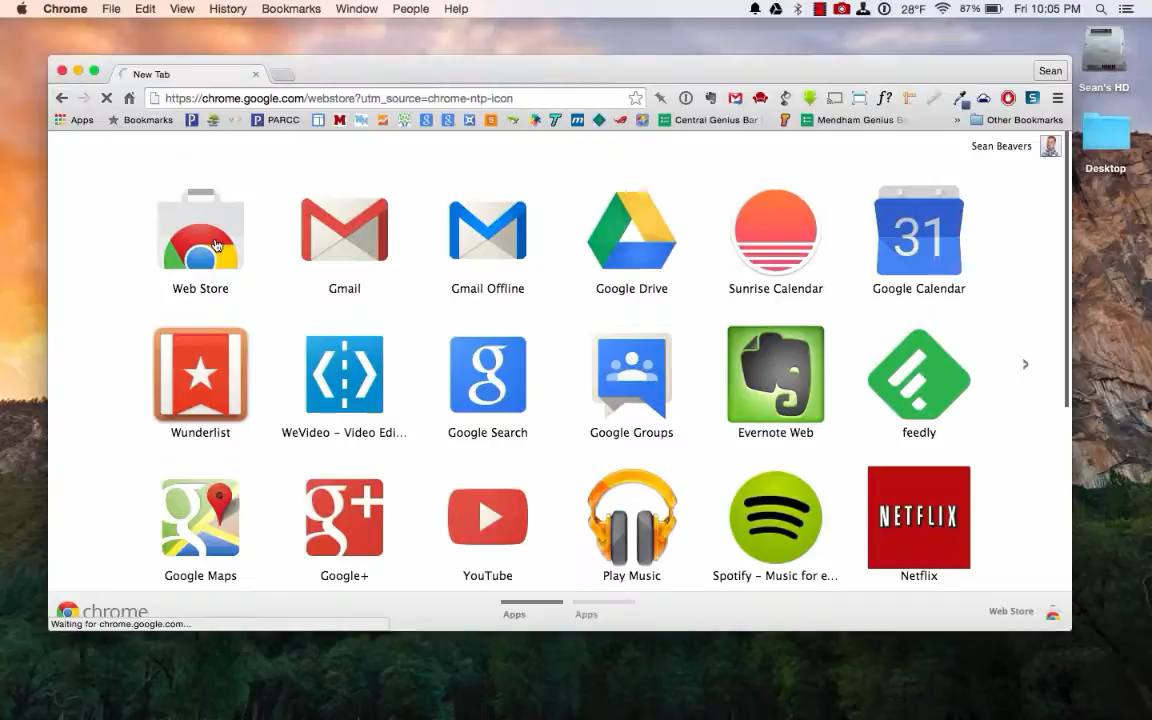 Chrome File Edit View History Bookmarks Window People Help 28°F 87% Fri 10:05 PM
New Tab Sean
https://chrome.google.com/webstore?utm_source=chrome-ntp-icon
Apps Bookmarks PARCC Central Genius Bar Mendham Genius » Other Bookmarks
Sean Beavers
Sean's HD
Desktop
31
Web Store Gmail Gmail Offline Google Drive Sunrise Calendar Google Calendar
g
Wunderlist WeVideo - Video Edi... Google Search Google Groups Evernote Web feedly
g g+ NETFLIX
Google Maps Google+ YouTube Play Music Spotify - Music for e... Netflix
chrome Apps Apps Web Store
Waiting for chrome.google.com...